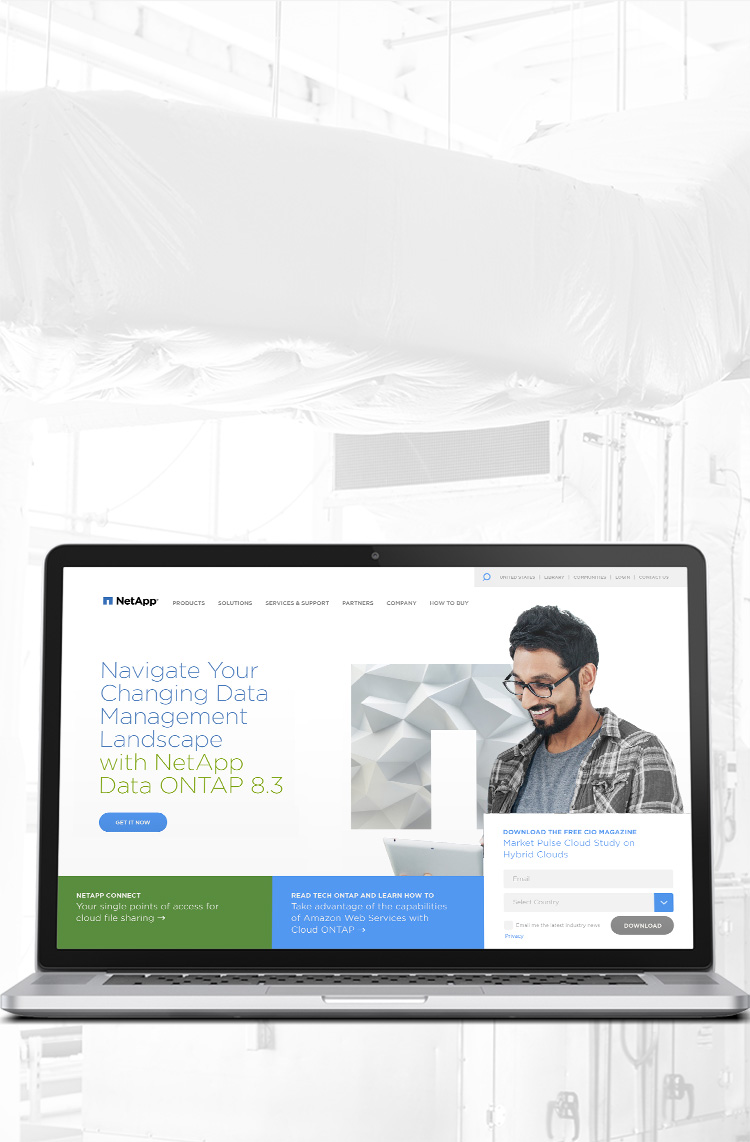 UNITED STATES | LIBRARY | COMMUNITIES | LOGIN | CONTACT US
NetApp
PRODUCTS SOLUTIONS SERVICES & SUPPORT PARTNERS COMPANY HOW TO BUY
Navigate Your
Changing Data
Management
Landscape
with NetApp
Data ONTAP 8.3
GET IT NOW
NETAPP CONNECT
Your single points of access for
cloud file sharing →
READ TECH ONTAP AND LEARN HOW TO
Take advantage of the capabilities
of Amazon Web Services with
Cloud ONTAP →
DOWNLOAD THE FREE CIO MAGAZINE
Market Pulse Cloud Study on
Hybrid Clouds
Email
Select Country
Email me the latest industry news
DOWNLOAD
Privacy